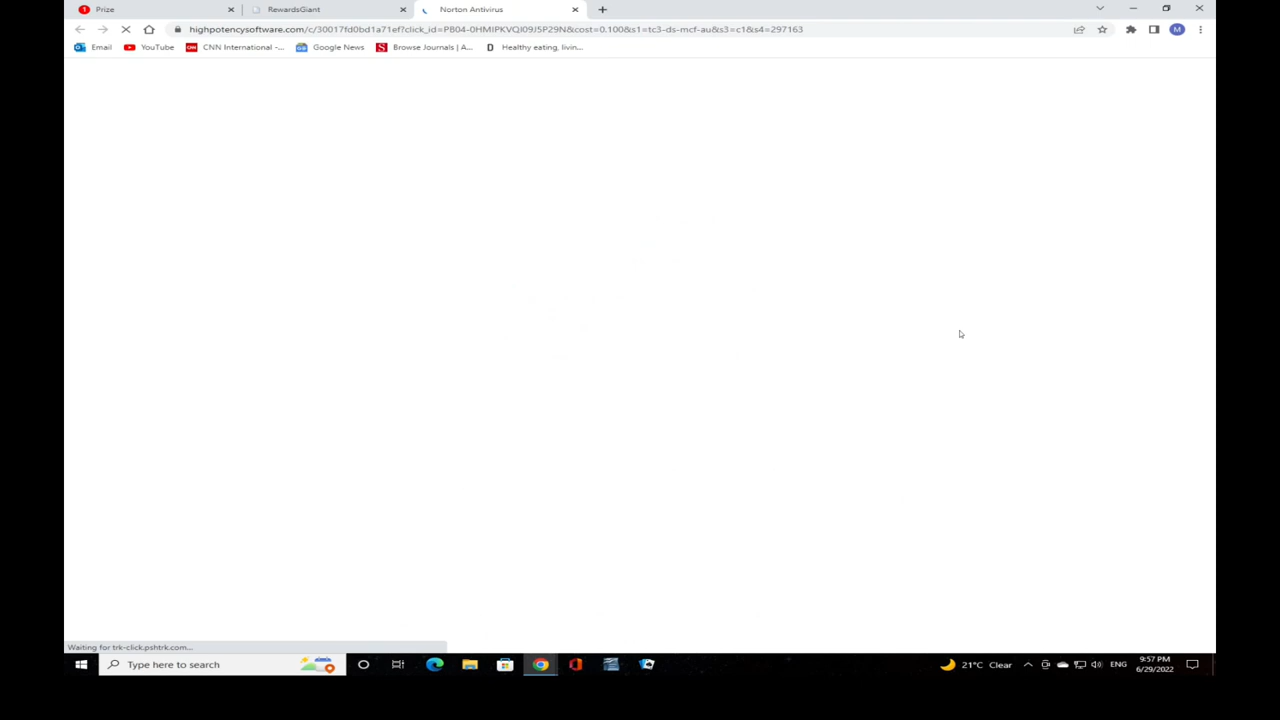 1 Prize
RewardsGiant
Norton Antivirus
highpotencysoftware.com/c/30017fd0bd1a71ef?click_id=PB04-0HMIPKVQI09J5P29N&cost=0.100&s1=tc3-ds-mcf-au&s3=c1&s4=297163
M
Email
YouTube
CNN International -...
Google News
S Browse Journals | A...
D Healthy eating, livin...
Waiting for trk-click.pshtrk.com...
Type here to search
21°C Clear
ENG
9:57 PM
6/29/2022